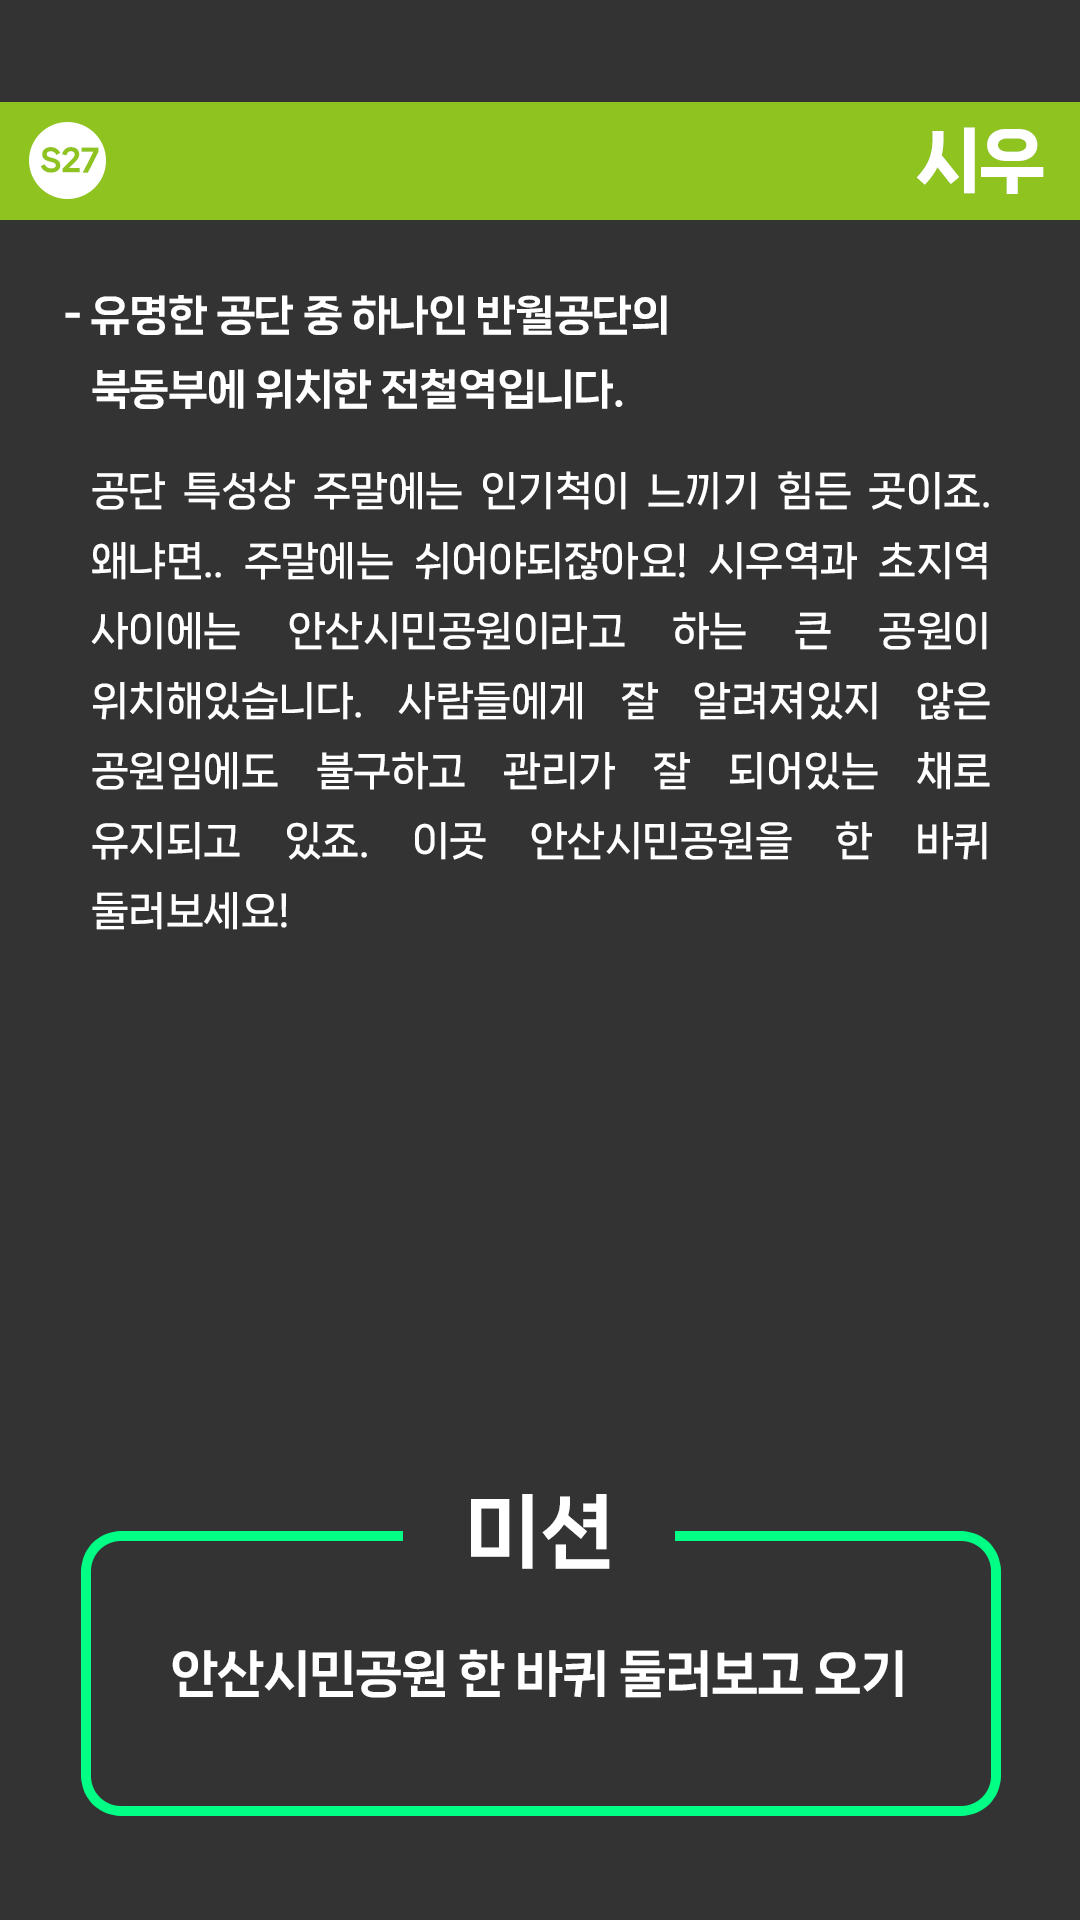 S27
시우
- 유명한 공단 중 하나인 반월공단의
북동부에 위치한 전철역입니다.
공단 특성상 주말에는 인기척이 느끼기 힘든 곳이죠.
왜냐면.. 주말에는 쉬어야되잖아요! 시우역과 초지역
사이에는 안산시민공원이라고 하는 큰 공원이
위치해있습니다. 사람들에게 잘 알려져있지 않은
공원임에도 불구하고 관리가 잘 되어있는 채로
유지되고 있죠. 이곳 안산시민공원을 한 바퀴
둘러보세요!
미션
안산시민공원 한 바퀴 둘러보고 오기